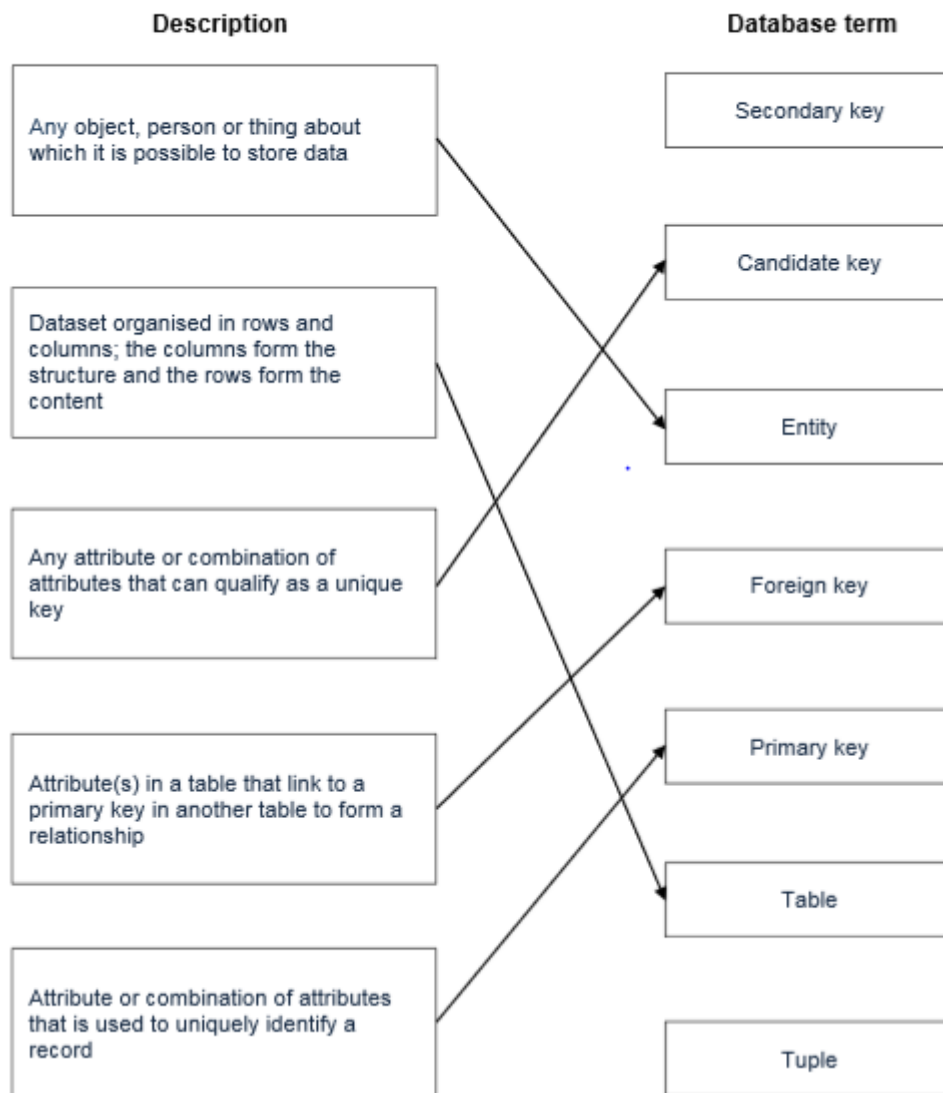 Description
Database term
Any object, person or thing about
which it is possible to store data
Secondary key
Candidate key
Dataset organised in rows and
columns; the columns form the
structure and the rows form the
content
Entity
Any attribute or combination of
attributes that can qualify as a unique
key
Foreign key
Attribute(s) in a table that link to a
primary key in another table to form a
relationship
Primary key
Table
Attribute or combination of attributes
that is used to uniquely identify a
record
Tuple